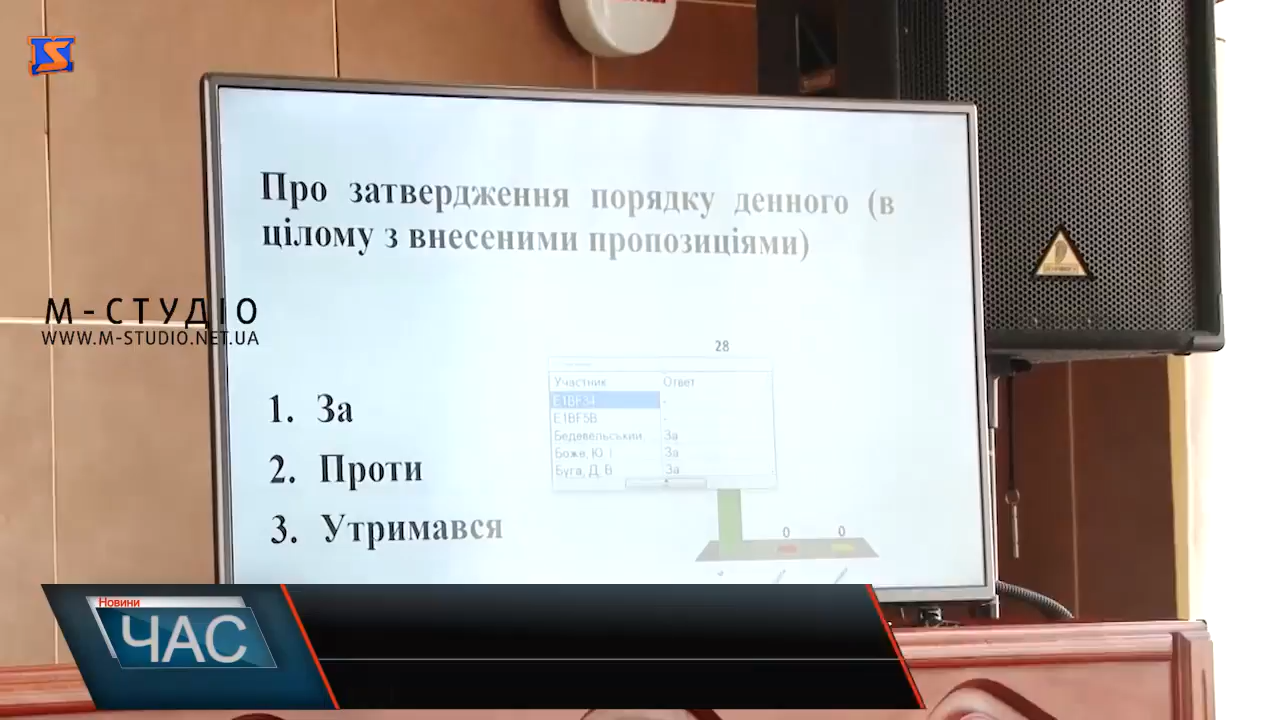 Про затвердження порядку денного (в
цілому з внесеними пропозиціями)
М-СТУДІО
WWW.M-STUDIO.NET.UA
28
Участник Ответ
E1BF34 -
E1BF5B -
Бедевельський За
Боже, Ю. І За
Буга, Д. В За
1. За
2. Проти
3. Утримався
0 0
Новини
ЧАС